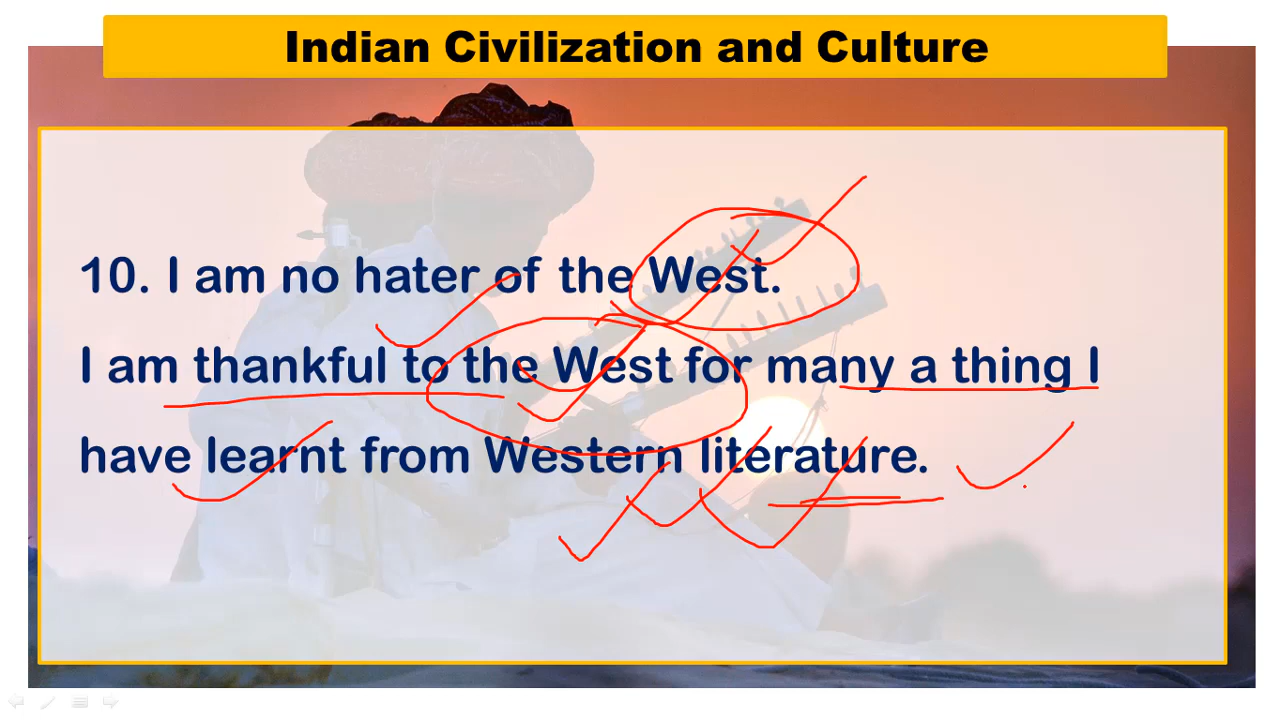 Indian Civilization and Culture
10. I am no hater of the West.
I am thankful to the West for many a thing I
have learnt from Western literature.